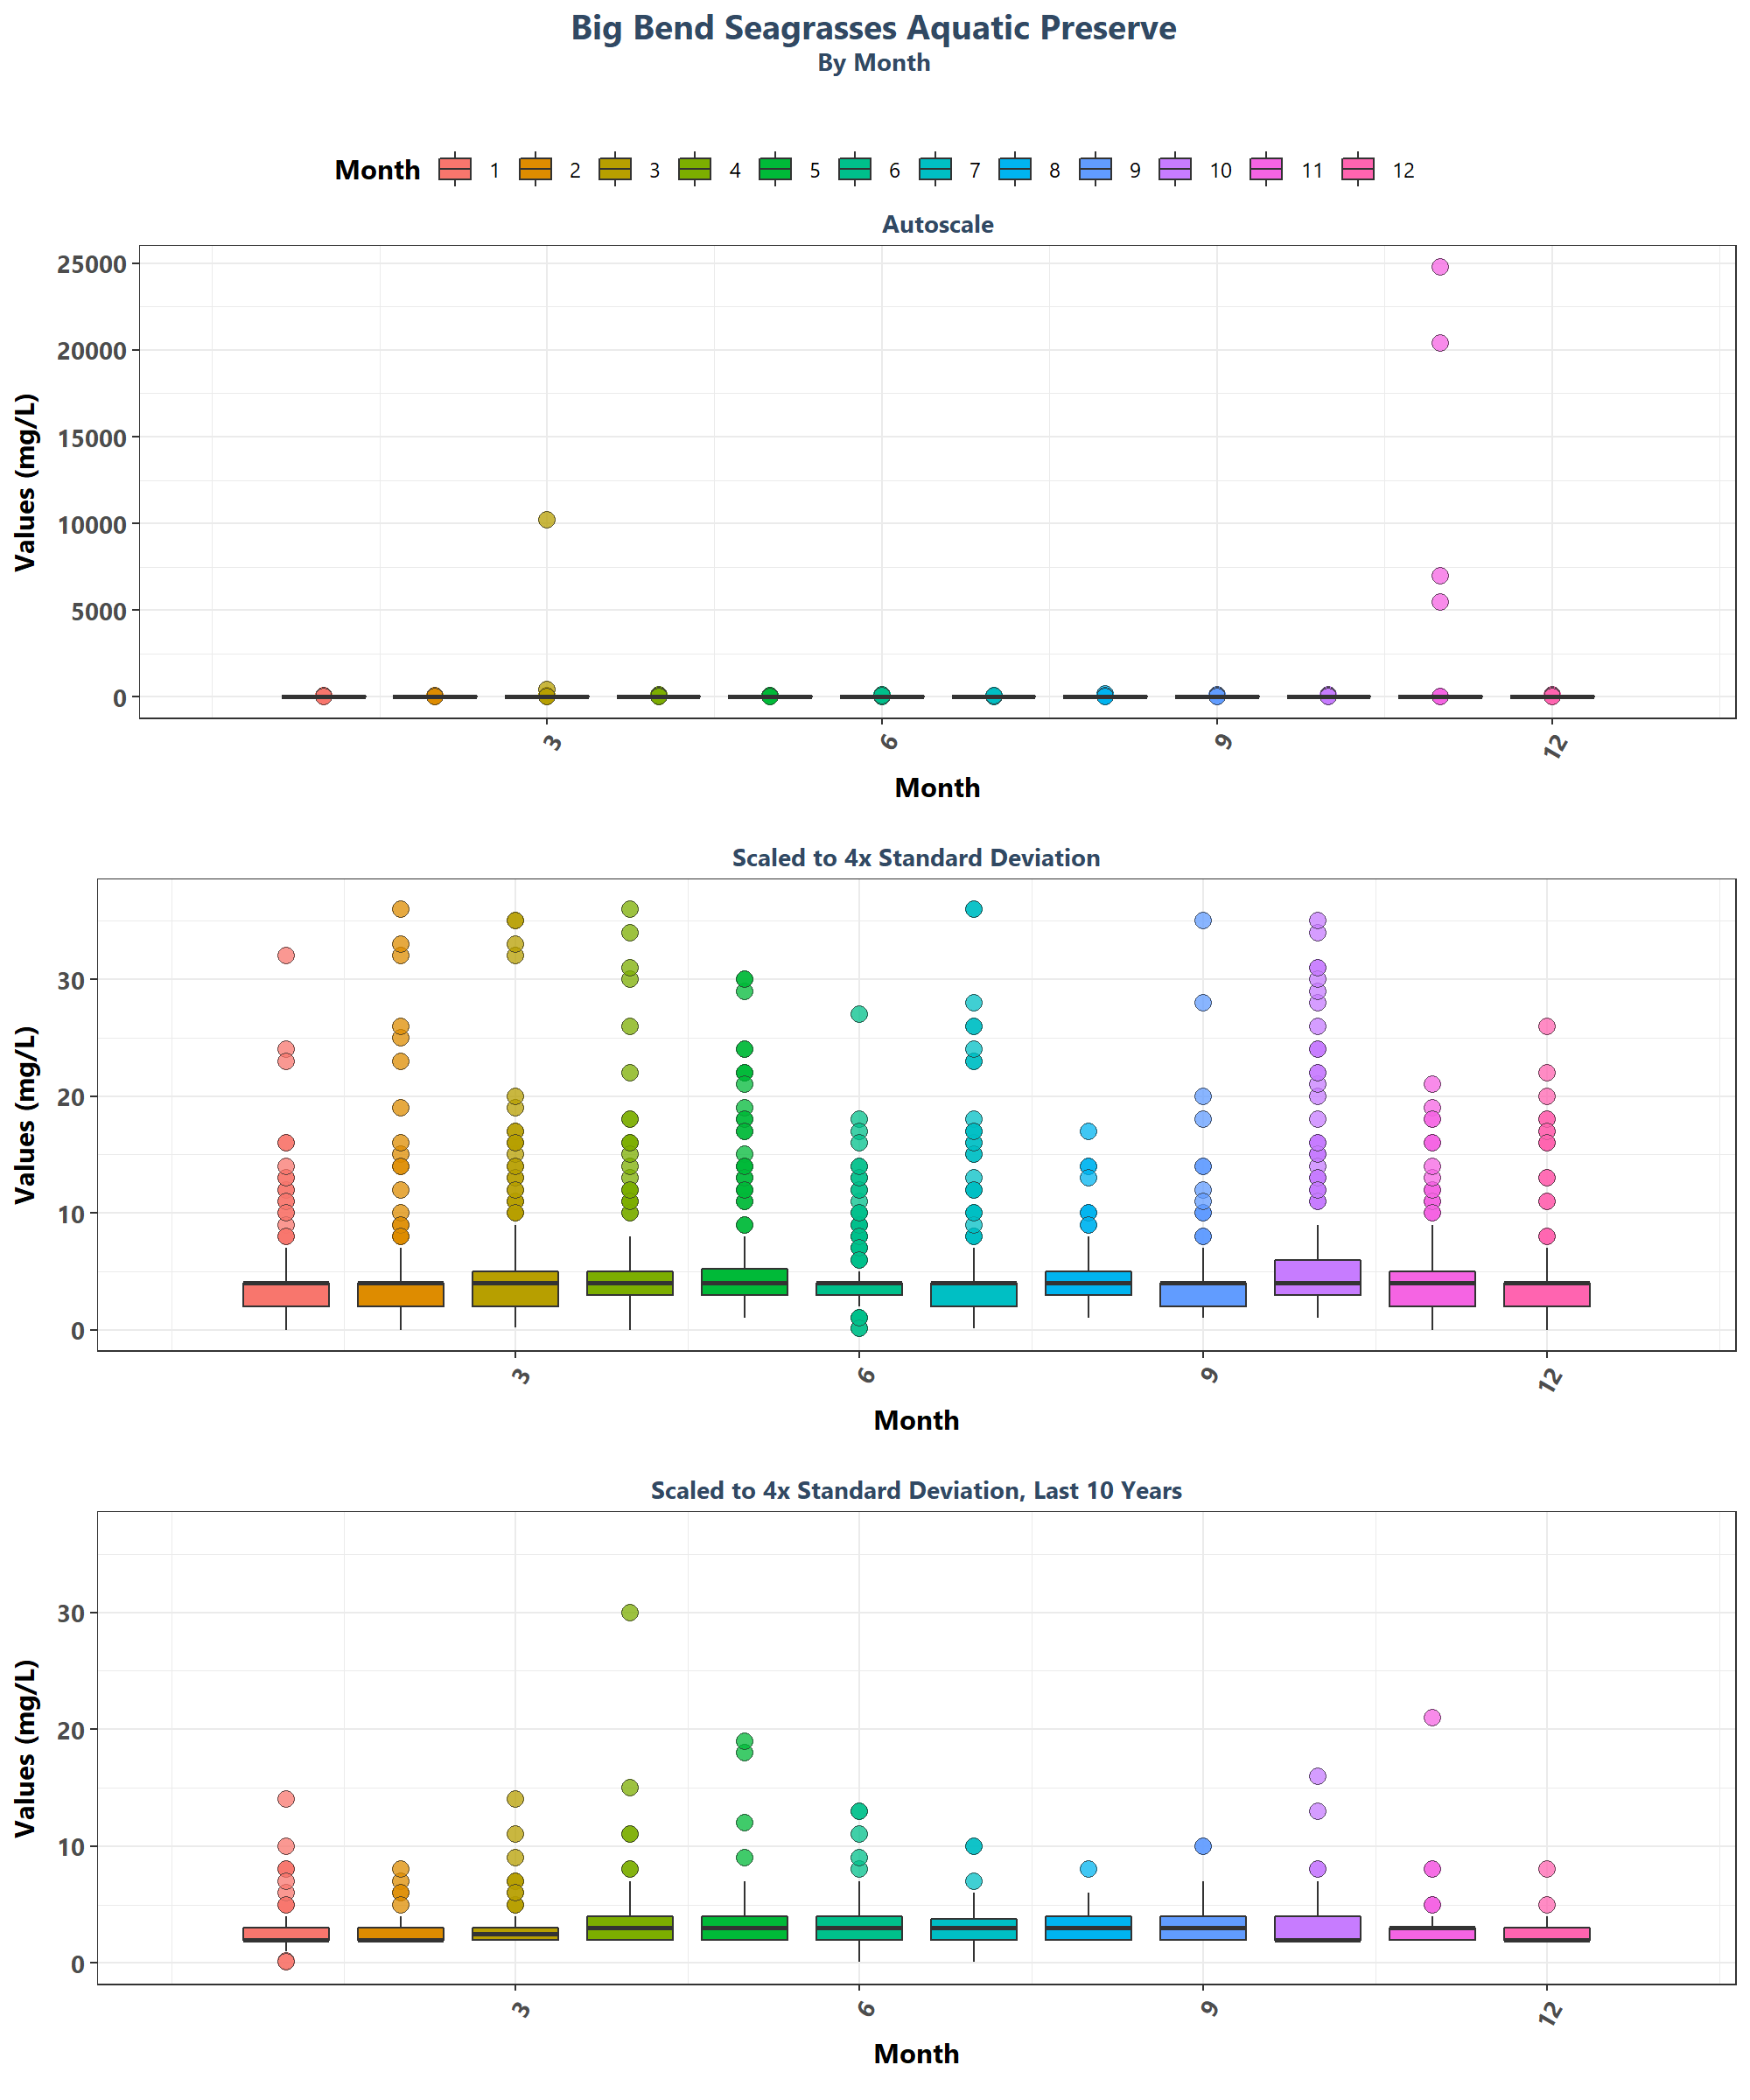 Big Bend Seagrasses Aquatic Preserve
By Month
Month 1 2 3 4 5 6 7 8 9 10 11 12
Autoscale
Values (mg/L)
25000
20000
15000
10000
5000
0
3 6 9 12
Month
Scaled to 4x Standard Deviation
Values (mg/L)
30
20
10
0
3 6 9 12
Month
Scaled to 4x Standard Deviation, Last 10 Years
Values (mg/L)
30
20
10
0
3 6 9 12
Month